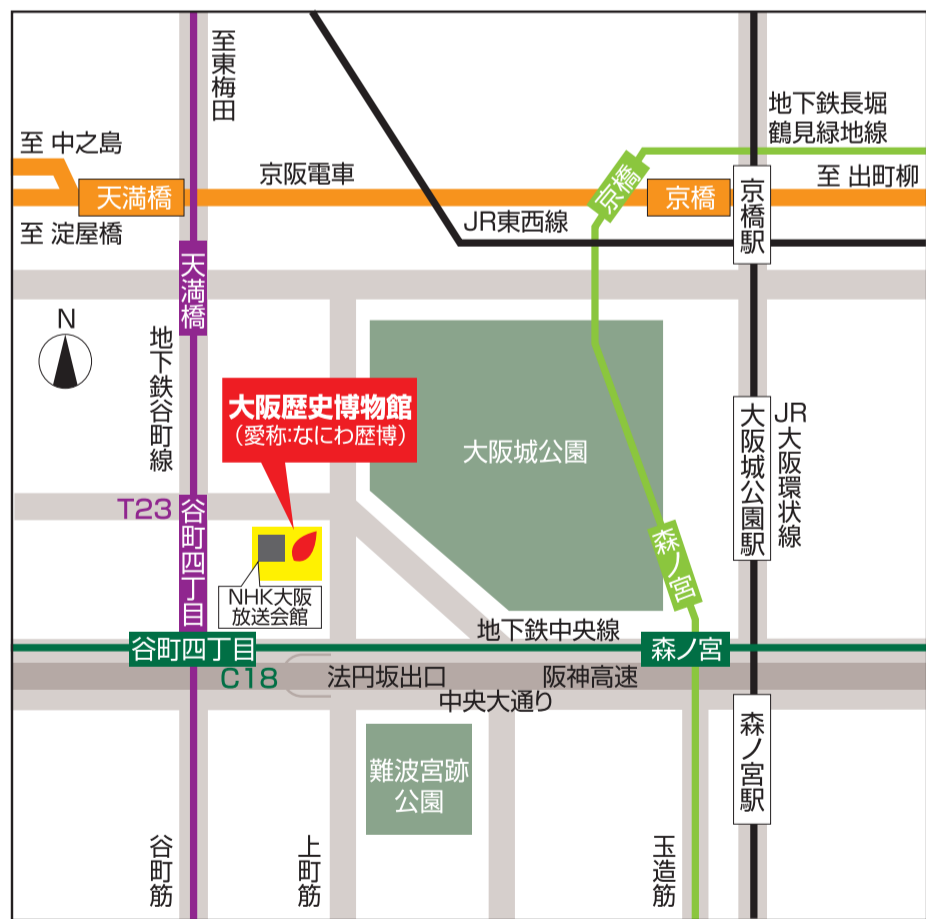 至東梅田
地下鉄長堀
鶴見緑地線
至 中之島
京阪電車
京橋
京橋
至 出町柳
天満橋
至 淀屋橋
JR東西線
京橋駅
天満橋
N
地下鉄谷町線
大阪歴史博物館
(愛称:なにわ歴博)
大阪城公園
大阪城公園駅
JR大阪環状線
T23
谷町四丁目
NHK大阪
放送会館
森ノ宮
地下鉄中央線
谷町四丁目
森ノ宮
C18
法円坂出口
阪神高速
中央大通り
森ノ宮駅
難波宮跡
公園
谷町筋
上町筋
玉造筋